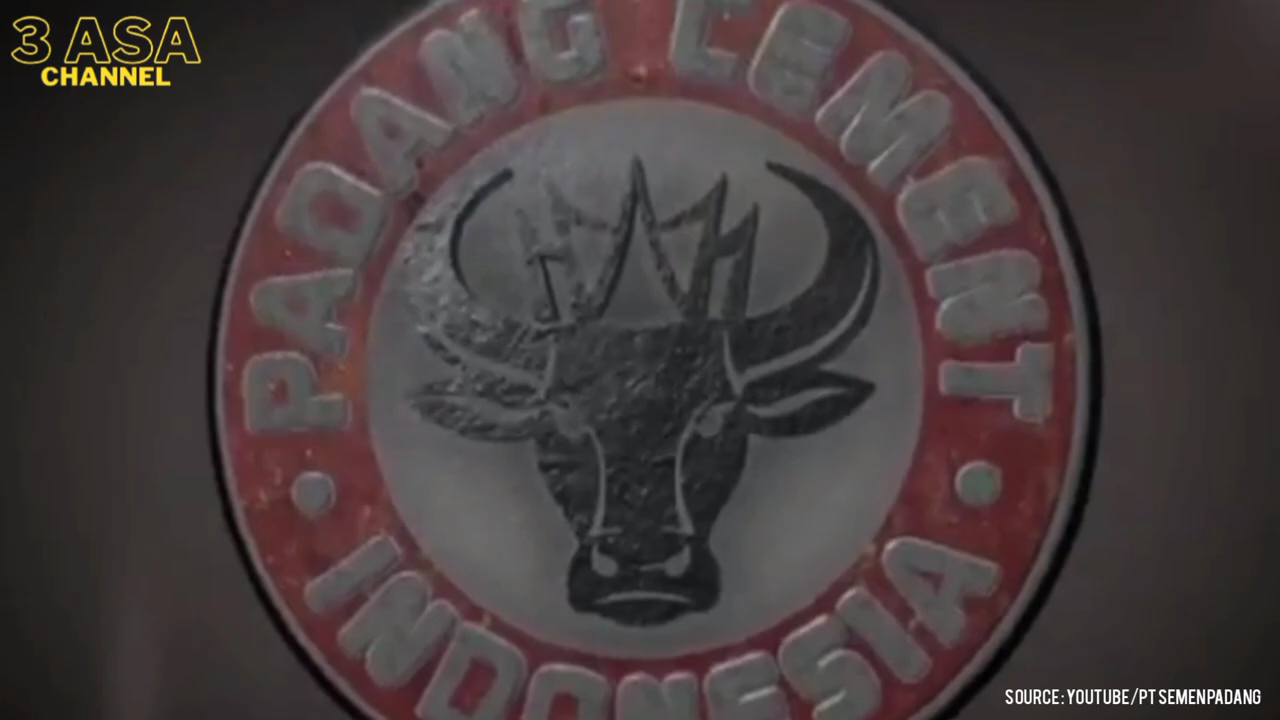 3 ASA
CHANNEL
PADANG CEMENT
• INDONESIA •
SOURCE: YOUTUBE/PT SEMENPADANG